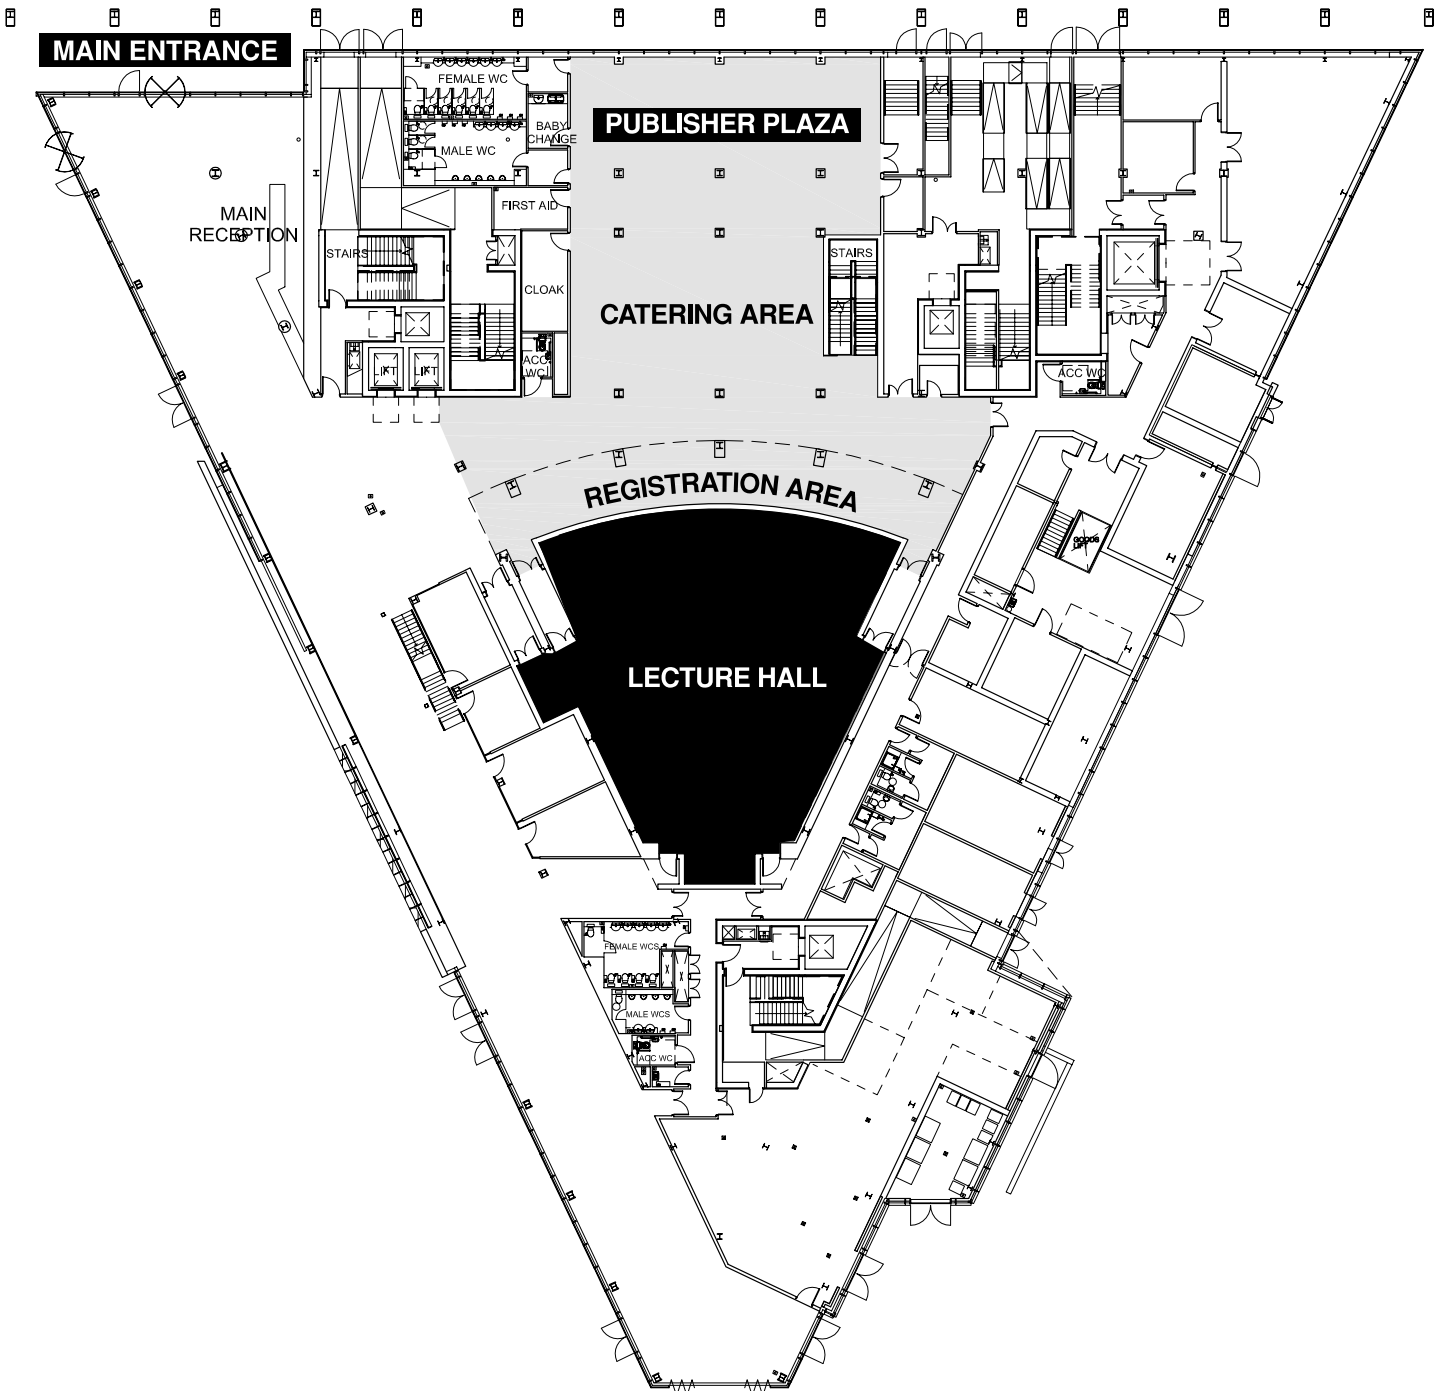 MAIN ENTRANCE
FEMALE WC
BABY
CHANGE
PUBLISHER PLAZA
MALE WC
FIRST AID
MAIN
RECEPTION
STAIRS
STAIRS
CLOAK
CATERING AREA
ACC
WC
LIFT
LIFT
ACC WC
REGISTRATION AREA
GOODS
LIFT
LECTURE HALL
FEMALE WCS
MALE WCS
ACC WC